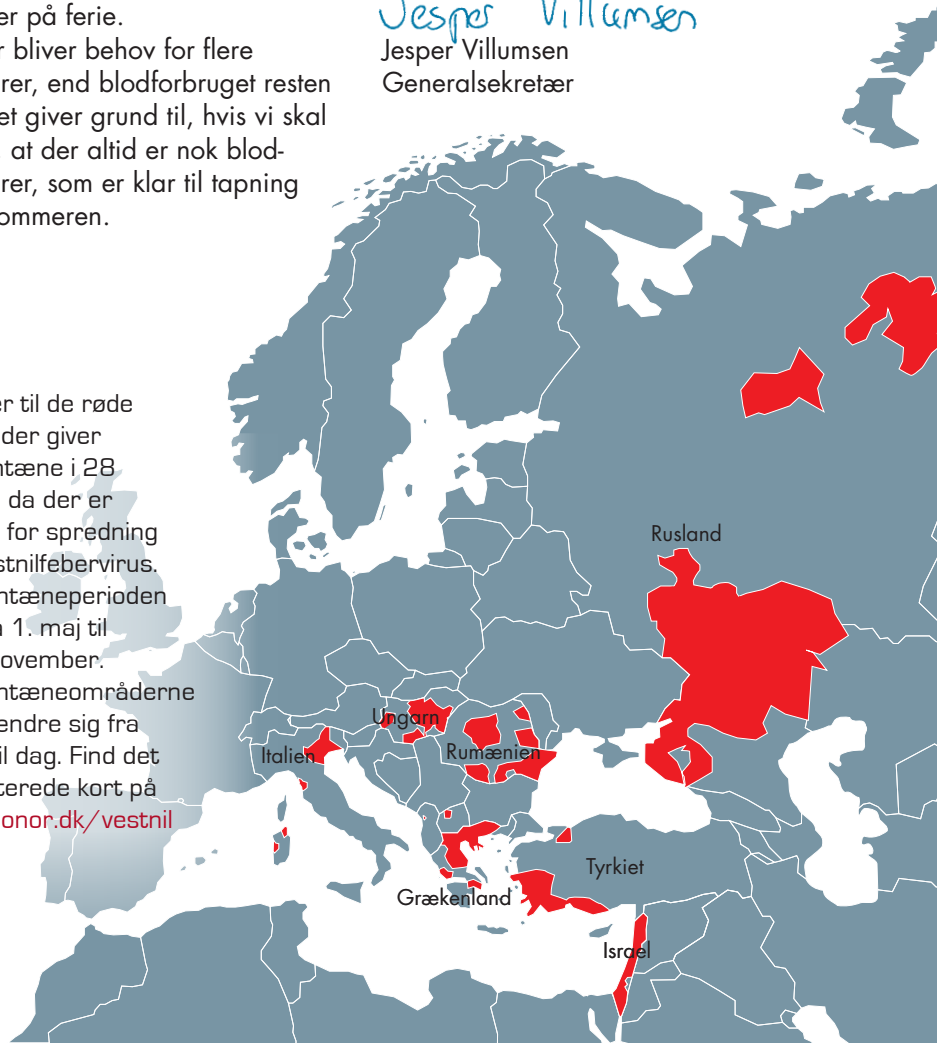 er på ferie.
r bliver behov for flere
rer, end blodforbruget resten
et giver grund til, hvis vi skal
at der altid er nok blod-
rer, som er klar til tapning
ommeren.
Jesper Villumsen
Jesper Villumsen
Generalsekretær
er til de røde
der giver
ntæne i 28
da der er
for spredning
stnilfebervirus.
ntæneperioden
1. maj til
ovember.
ntæneområderne
endre sig fra
il dag. Find det
terede kort på
onor.dk/vestnil
Rusland
Ungarn
Italien
Rumænien
Tyrkiet
Grækenland
Israel